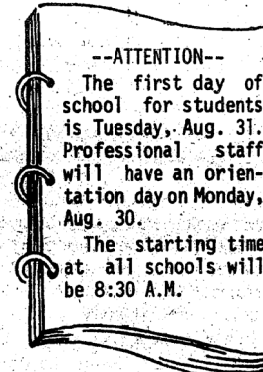 --ATTENTION--
The first day of
school for students
is Tuesday, Aug. 31.
Professional staff
will have an orien-
tation day on Monday,
Aug. 30.
The starting time
at all schools will
be 8:30 A.M.